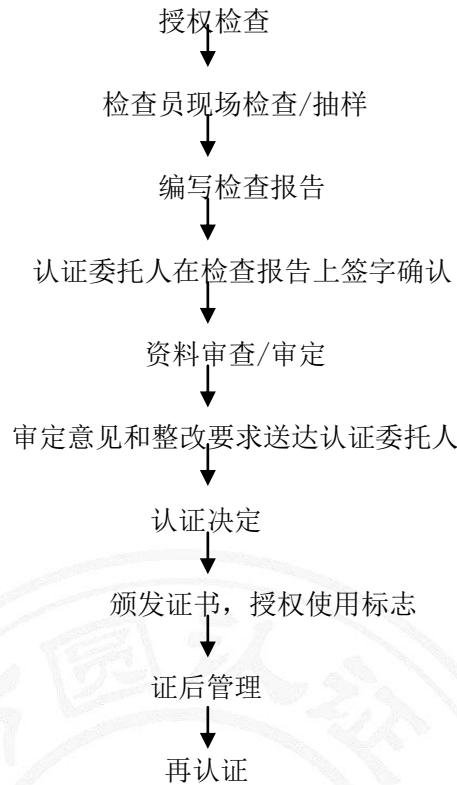 授权检查
检查员现场检查/抽样
编写检查报告
认证委托人在检查报告上签字确认
资料审查/审定
审定意见和整改要求送达认证委托人
认证决定
颁发证书，授权使用标志
证后管理
再认证
圆认证